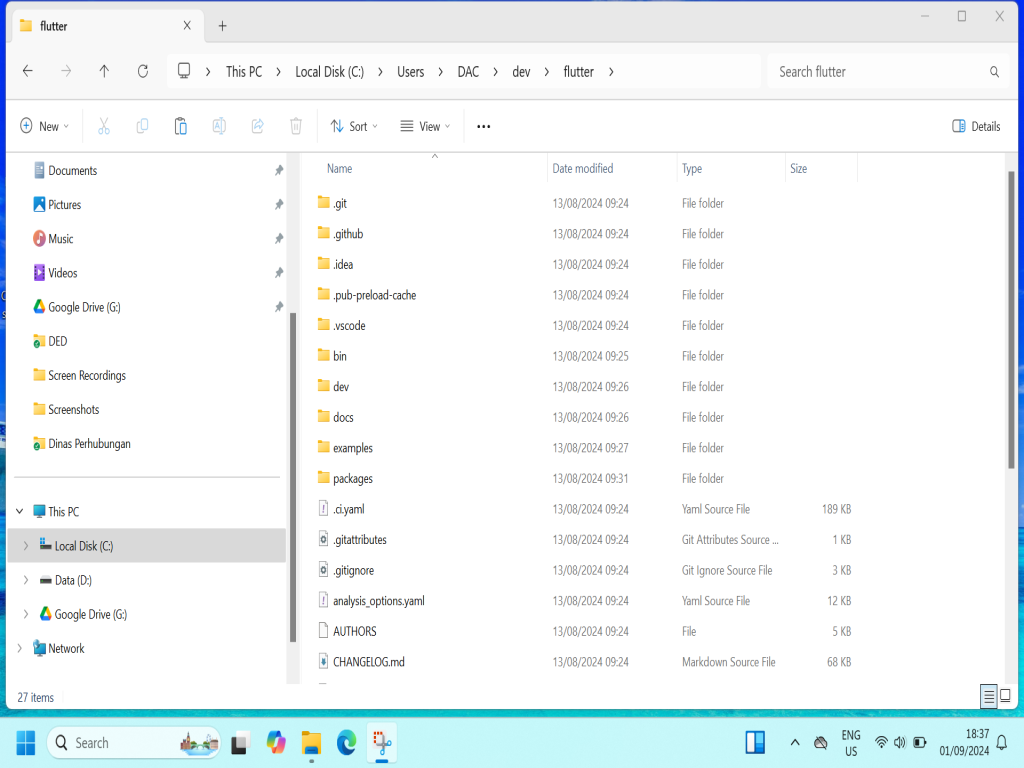 flutter
This PC > Local Disk (C:) > Users > DAC > dev > flutter >
Search flutter
New
Sort
View
Details
Documents
Pictures
Music
Videos
Google Drive (G:)
DED
Screen Recordings
Screenshots
Dinas Perhubungan
This PC
Local Disk (C:)
Data (D:)
Google Drive (G:)
Network
Name Date modified Type Size
.git 13/08/2024 09:24 File folder
.github 13/08/2024 09:24 File folder
.idea 13/08/2024 09:24 File folder
.pub-preload-cache 13/08/2024 09:24 File folder
.vscode 13/08/2024 09:24 File folder
bin 13/08/2024 09:25 File folder
dev 13/08/2024 09:26 File folder
docs 13/08/2024 09:26 File folder
examples 13/08/2024 09:27 File folder
packages 13/08/2024 09:31 File folder
.ci.yaml 13/08/2024 09:24 Yaml Source File 189 KB
.gitattributes 13/08/2024 09:24 Git Attributes Source ... 1 KB
.gitignore 13/08/2024 09:24 Git Ignore Source File 3 KB
analysis_options.yaml 13/08/2024 09:24 Yaml Source File 12 KB
AUTHORS 13/08/2024 09:24 File 5 KB
CHANGELOG.md 13/08/2024 09:24 Markdown Source File 68 KB
27 items
Search
ENG
US
18:37
01/09/2024